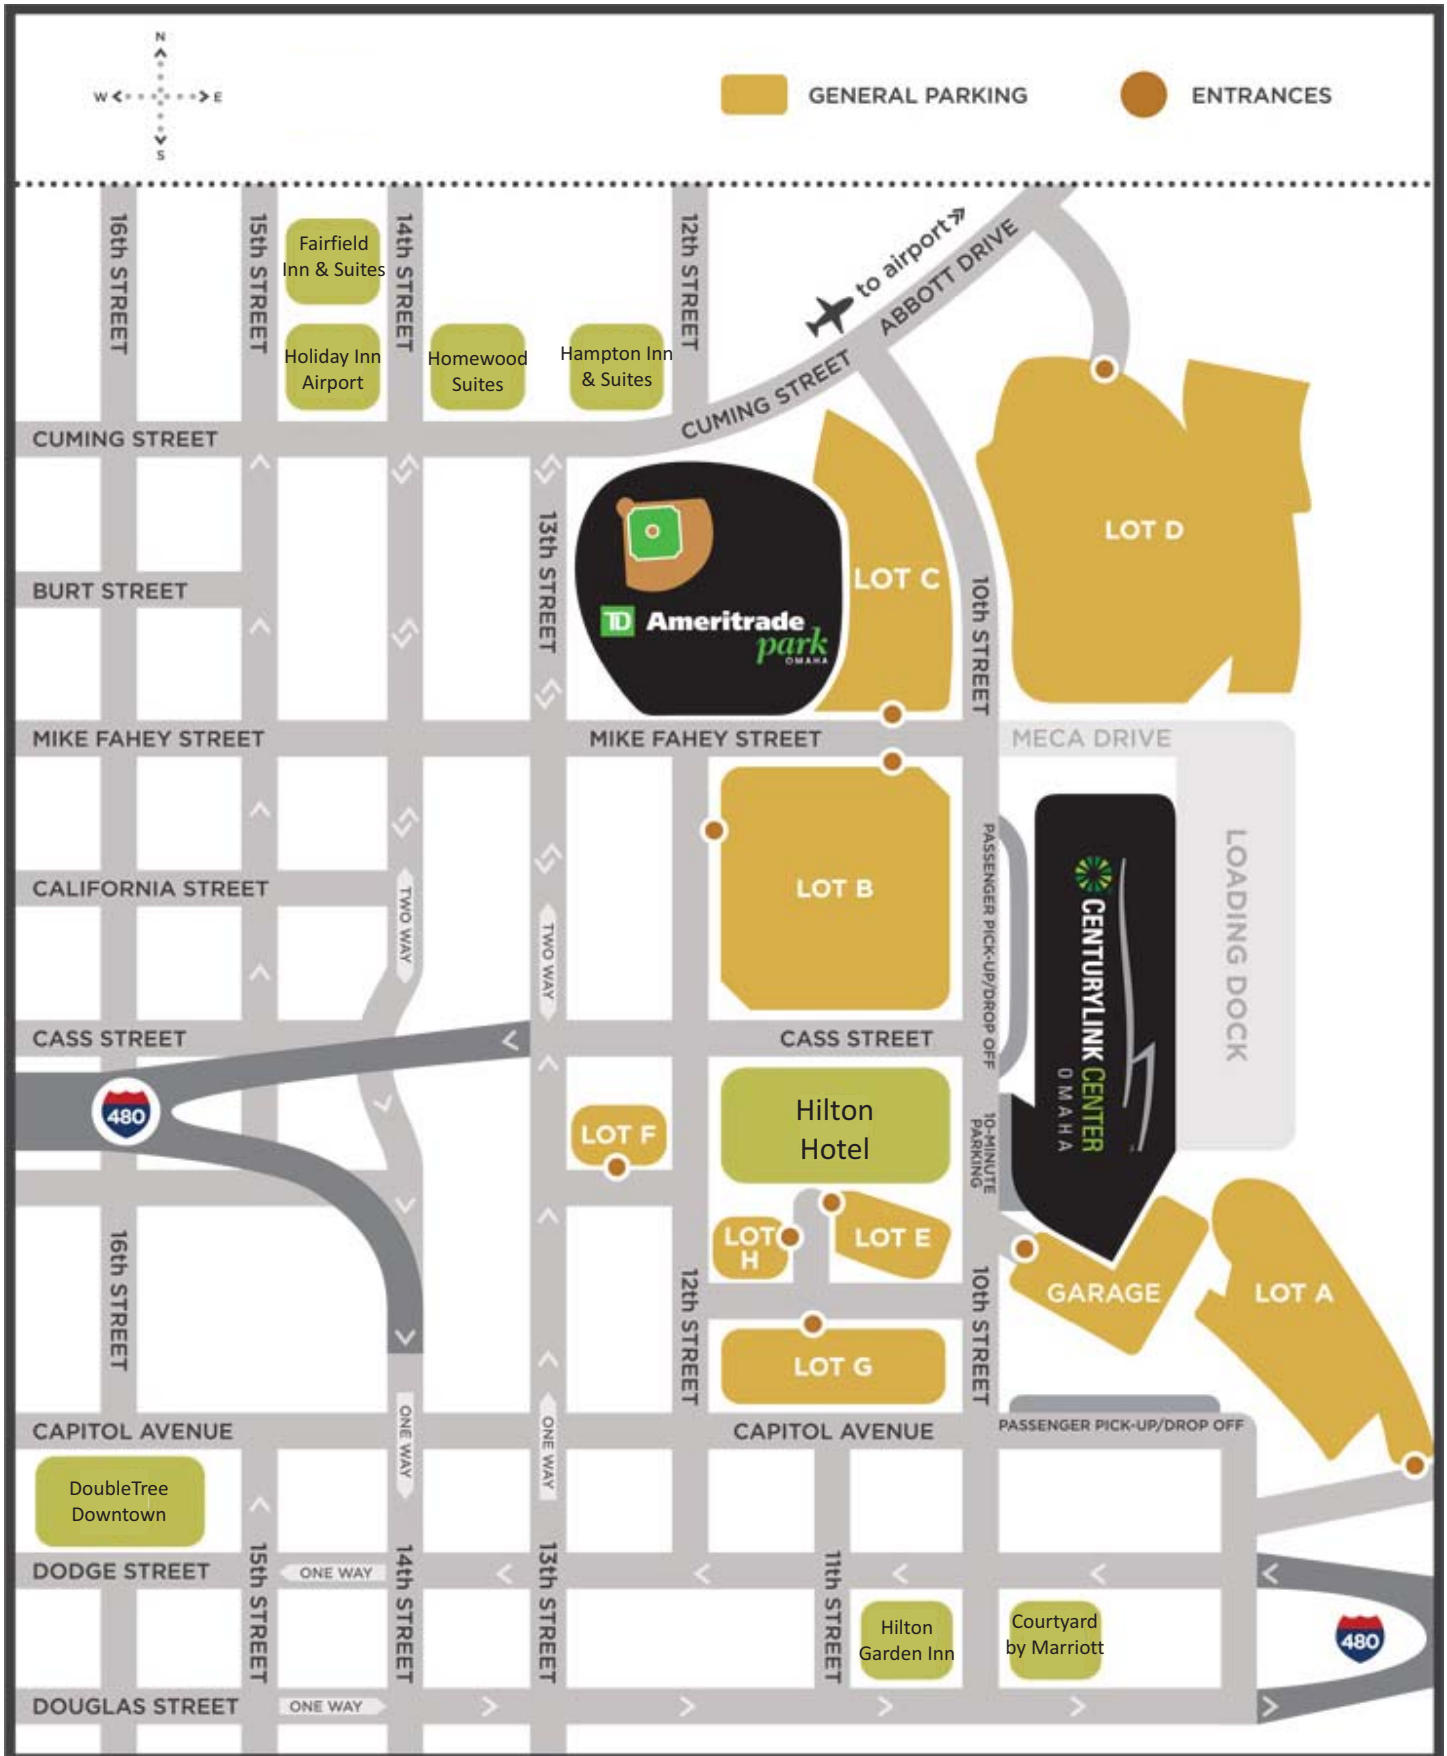 N
W E
S
GENERAL PARKING
ENTRANCES
16th STREET
15th STREET
Fairfield
Inn & Suites
14th STREET
12th STREET
to airport
ABBOTT DRIVE
Holiday Inn
Airport
Homewood
Suites
Hampton Inn
& Suites
CUMING STREET
CUMING STREET
13th STREET
LOT D
LOT C
10th STREET
BURT STREET
TD Ameritrade
park
OMAHA
MIKE FAHEY STREET
MIKE FAHEY STREET
MECA DRIVE
PASSENGER PICK-UP/DROP OFF
LOADING DOCK
CALIFORNIA STREET
TWO WAY
TWO WAY
LOT B
CENTURYLINK CENTER
OMAHA
CASS STREET
CASS STREET
480
LOT F
Hilton
Hotel
10-MINUTE
PARKING
16th STREET
LOT
H
LOT E
12th STREET
10th STREET
GARAGE
LOT A
LOT G
CAPITOL AVENUE
ONE WAY
ONE WAY
CAPITOL AVENUE
PASSENGER PICK-UP/DROP OFF
DoubleTree
Downtown
DODGE STREET
15th STREET
ONE WAY
14th STREET
13th STREET
11th STREET
Hilton
Garden Inn
Courtyard
by Marriott
480
DOUGLAS STREET
ONE WAY